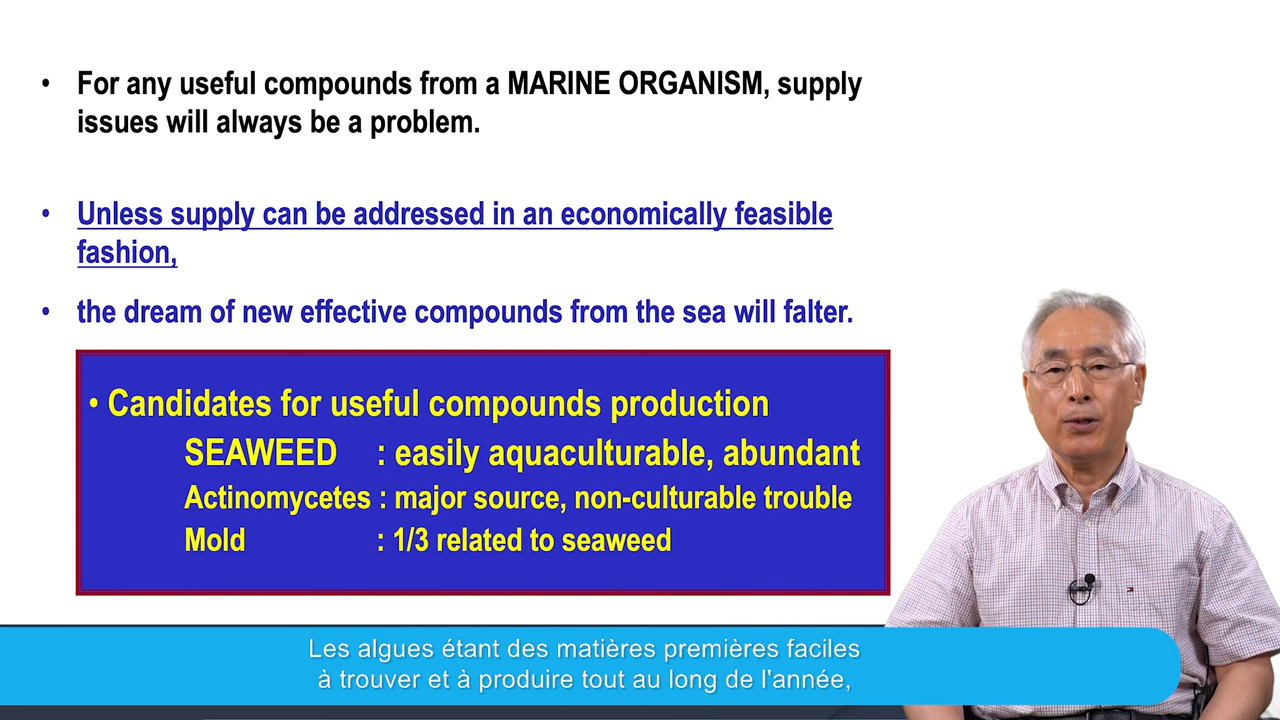 • For any useful compounds from a MARINE ORGANISM, supply
issues will always be a problem.
• Unless supply can be addressed in an economically feasible
fashion,
• the dream of new effective compounds from the sea will falter.
• Candidates for useful compounds production
SEAWEED : easily aquaculturable, abundant
Actinomycetes : major source, non-culturable trouble
Mold : 1/3 related to seaweed
Les algues étant des matières premières faciles
à trouver et à produire tout au long de l'année,